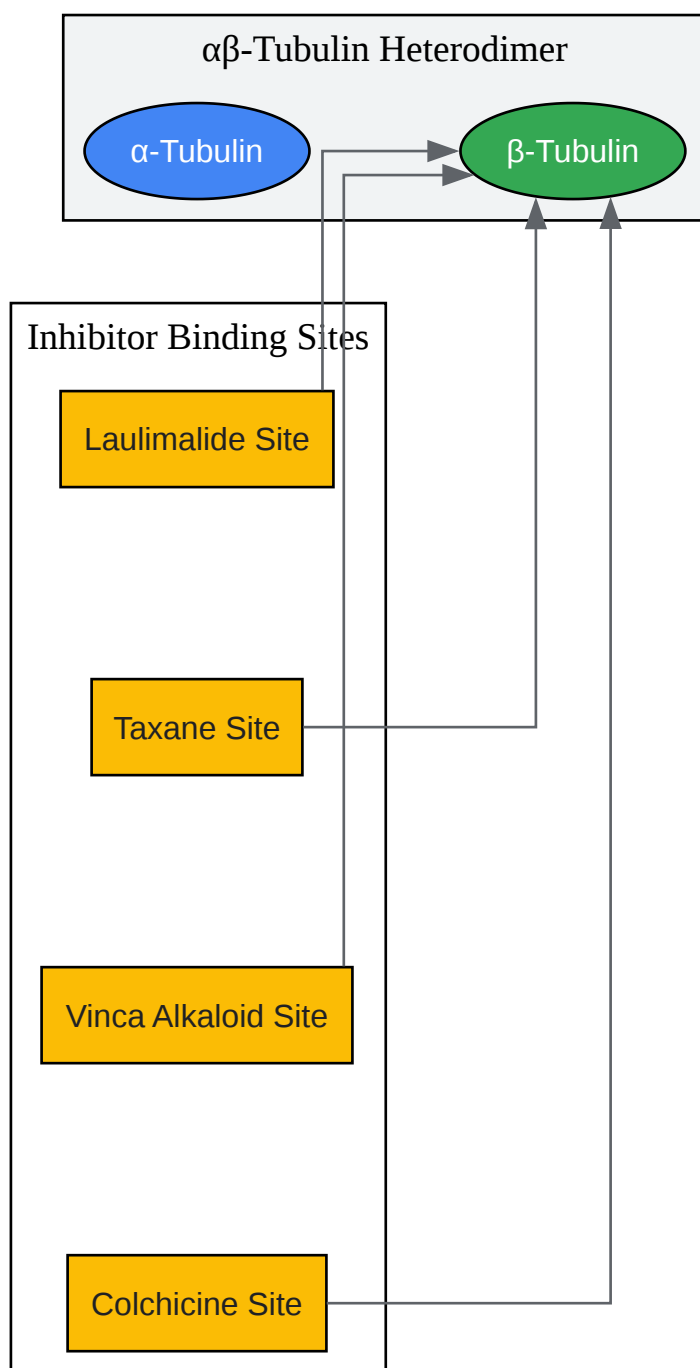 αβ-Tubulin Heterodimer
α-Tubulin
β-Tubulin
Inhibitor Binding Sites
Laulimalide Site
Taxane Site
Vinca Alkaloid Site
Colchicine Site